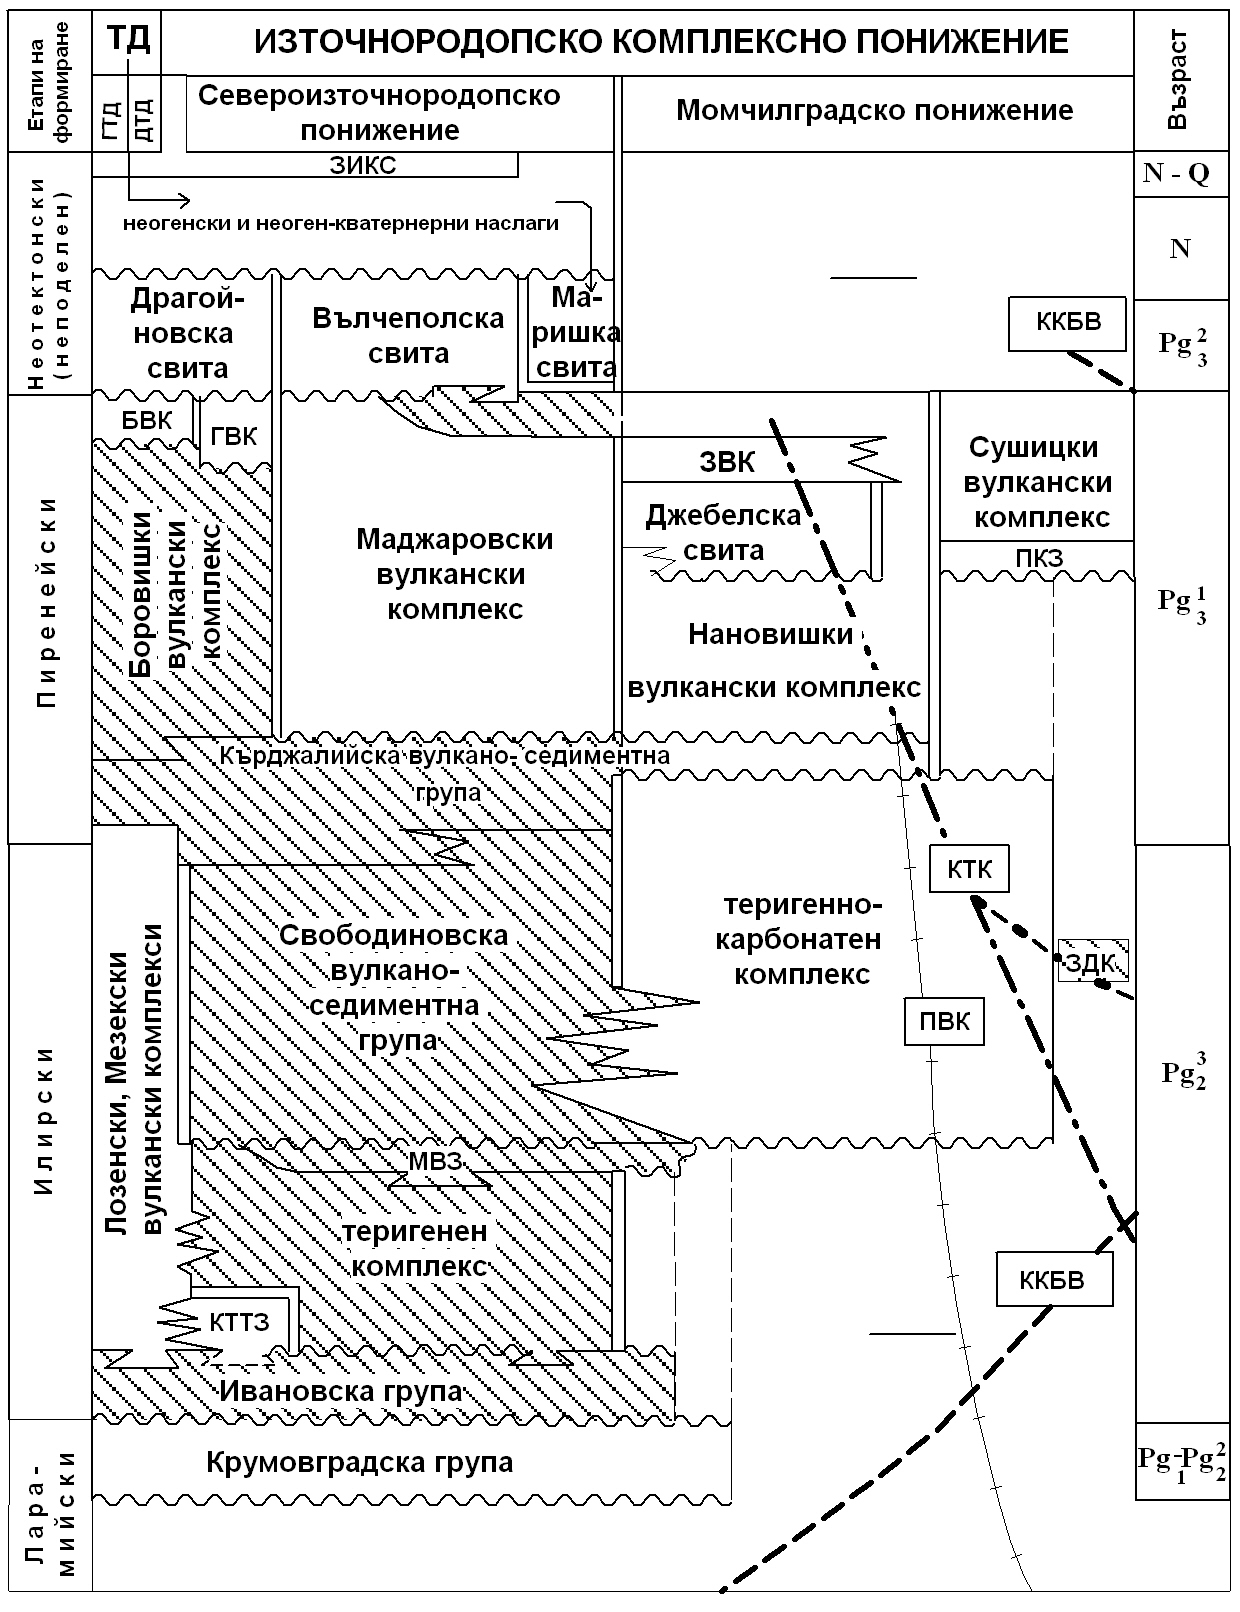 Етапи на
формиране
ТД
ГТД
ДТД
ИЗТОЧНОРОДОПСКО КОМПЛЕКСНО ПОНИЖЕНИЕ
Североизточнородопско
понижение
Момчилградско понижение
Възраст
Неотектонски
(неподелен)
ЗИКС
неогенски и неоген-кватернерни наслаги
N - Q
N
Драгой-
новска
свита
Вълчеполска
свита
Ма-
ришка
свита
ККБВ
Pg 2 3
Пиренейски
БВК
ГВК
Боровишки
вулкански
комплекс
Маджаровски
вулкански
комплекс
ЗВК
Джебелска
свита
Нановишки
вулкански комплекс
Сушицки
вулкански
комплекс
ПКЗ
Pg 1 3
Кърджалийска вулкано- седиментна
група
Илирски
Лозенски, Мезекски
вулкански комплекси
Свободиновска
вулкано-
седиментна
група
теригенно-
карбонатен
комплекс
КТК
ЗДК
ПВК
Pg 3 2
МВЗ
теригенен
комплекс
КТТЗ
ККБВ
Ивановска група
Лара-
мийски
Крумовградска група
Pg 1 - Pg 2 2